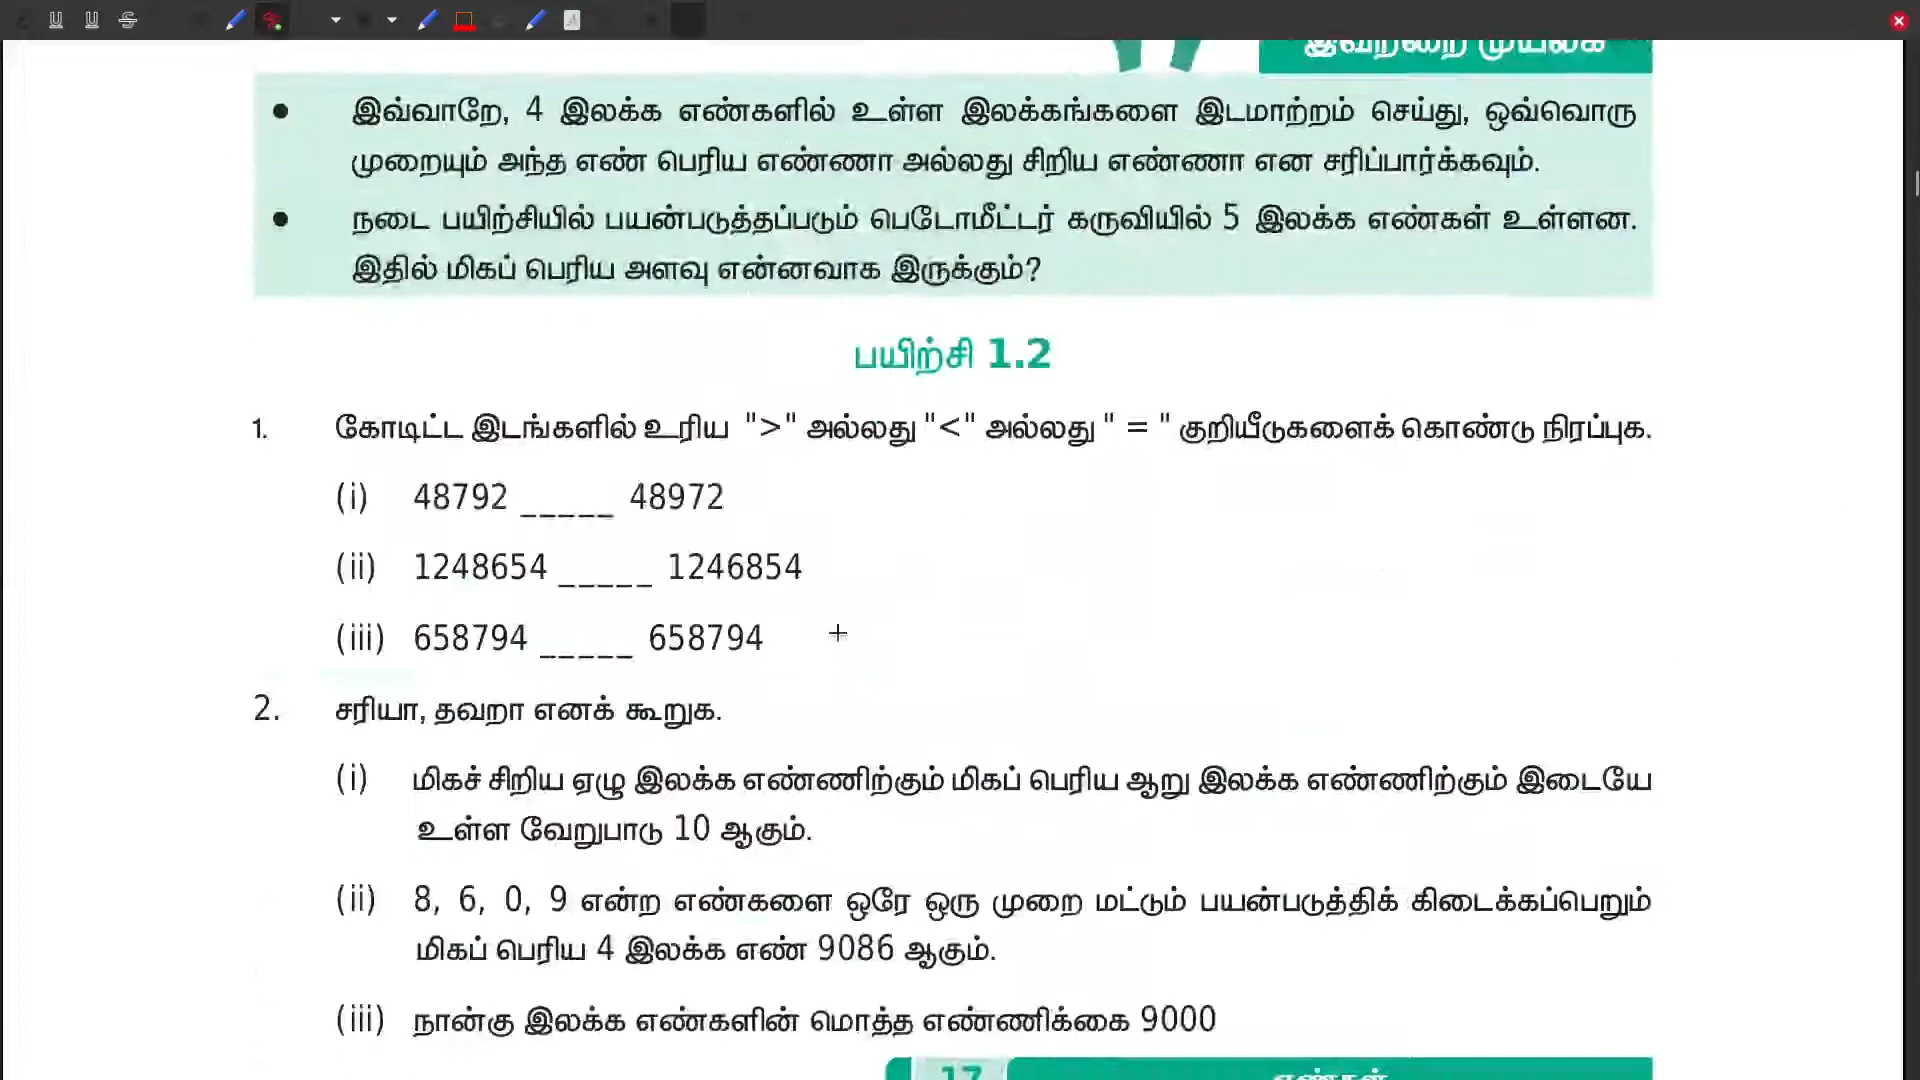 இவற்றை முயல்க
இவ்வாறே, 4 இலக்க எண்களில் உள்ள இலக்கங்களை இடமாற்றம் செய்து, ஒவ்வொரு
முறையும் அந்த எண் பெரிய எண்ணா அல்லது சிறிய எண்ணா என சரிப்பார்க்கவும்.
நடை பயிற்சியில் பயன்படுத்தப்படும் பெடோமீட்டர் கருவியில் 5 இலக்க எண்கள் உள்ளன.
இதில் மிகப் பெரிய அளவு என்னவாக இருக்கும்?
பயிற்சி 1.2
1. கோடிட்ட இடங்களில் உரிய ">" அல்லது "<" அல்லது " = " குறியீடுகளைக் கொண்டு நிரப்புக.
(i) 48792 _____ 48972
(ii) 1248654 _____ 1246854
(iii) 658794 _____ 658794
2. சரியா, தவறா எனக் கூறுக.
(i) மிகச் சிறிய ஏழு இலக்க எண்ணிற்கும் மிகப் பெரிய ஆறு இலக்க எண்ணிற்கும் இடையே
உள்ள வேறுபாடு 10 ஆகும்.
(ii) 8, 6, 0, 9 என்ற எண்களை ஒரே ஒரு முறை மட்டும் பயன்படுத்திக் கிடைக்கப்பெறும்
மிகப் பெரிய 4 இலக்க எண் 9086 ஆகும்.
(iii) நான்கு இலக்க எண்களின் மொத்த எண்ணிக்கை 9000
17 எண்கள்